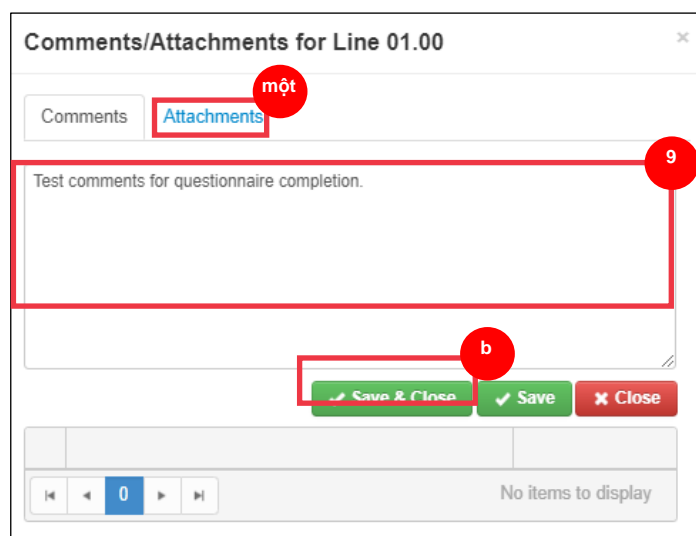 Comments/Attachments for Line 01.00 ×
một
Comments Attachments
9
Test comments for questionnaire completion.
b
Save & Close Save Close
0 No items to display